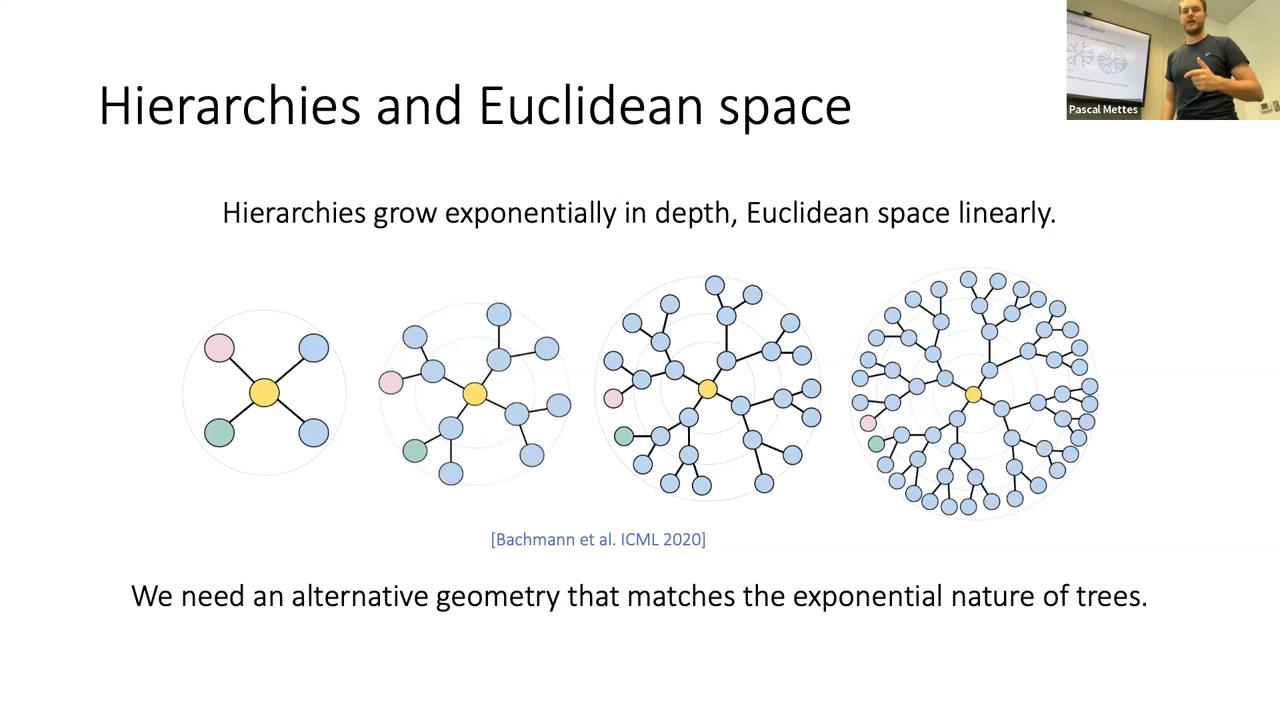 Hierarchies and Euclidean space
Pascal Mettes
Hierarchies grow exponentially in depth, Euclidean space linearly.
[Bachmann et al. ICML 2020]
We need an alternative geometry that matches the exponential nature of trees.